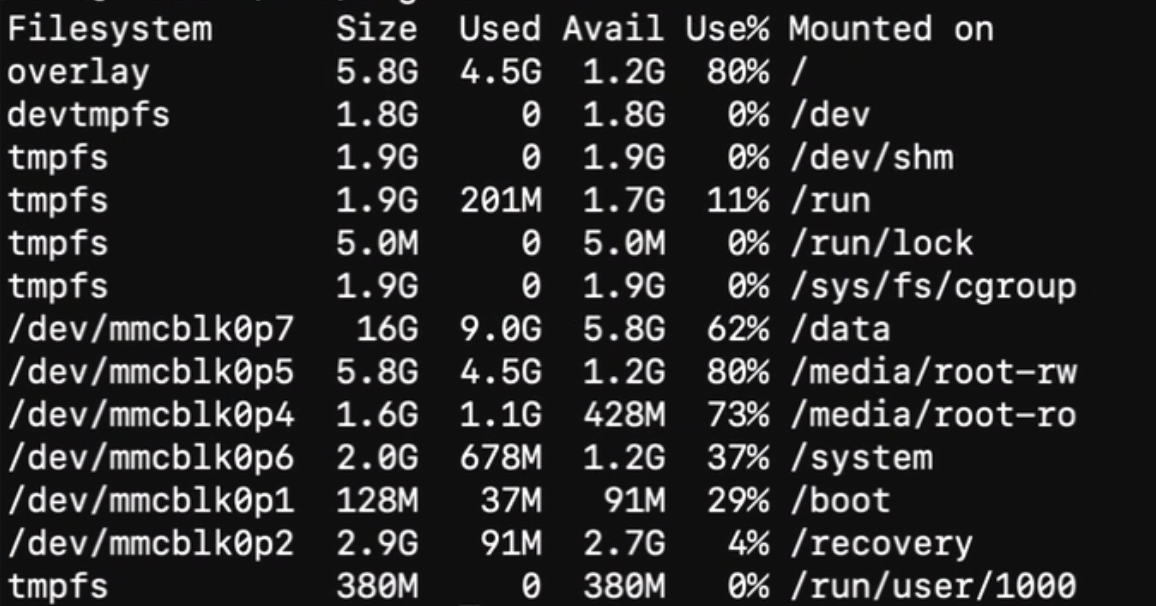 Filesystem Size Used Avail Use% Mounted on
overlay 5.8G 4.5G 1.2G 80% /
devtmpfs 1.8G 0 1.8G 0% /dev
tmpfs 1.9G 0 1.9G 0% /dev/shm
tmpfs 1.9G 201M 1.7G 11% /run
tmpfs 5.0M 0 5.0M 0% /run/lock
tmpfs 1.9G 0 1.9G 0% /sys/fs/cgroup
/dev/mmcblk0p7 16G 9.0G 5.8G 62% /data
/dev/mmcblk0p5 5.8G 4.5G 1.2G 80% /media/root-rw
/dev/mmcblk0p4 1.6G 1.1G 428M 73% /media/root-ro
/dev/mmcblk0p6 2.0G 678M 1.2G 37% /system
/dev/mmcblk0p1 128M 37M 91M 29% /boot
/dev/mmcblk0p2 2.9G 91M 2.7G 4% /recovery
tmpfs 380M 0 380M 0% /run/user/1000